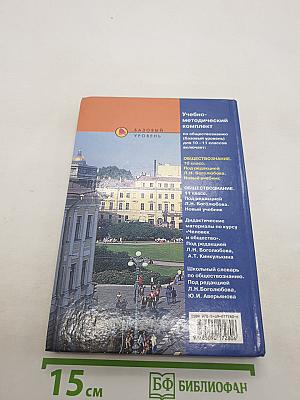 БАЗОВЫЙ
УРОВЕНЬ
Учебно-
методический
комплект
по обществознанию
(базовый уровень)
для 10–11 классов
включает:
ОБЩЕСТВОЗНАНИЕ.
10 класс.
Под редакцией
Л.Н. Боголюбова.
Новый учебник
ОБЩЕСТВОЗНАНИЕ.
11 класс.
Под редакцией
Л.Н. Боголюбова.
Новый учебник
Дидактические
материалы по курсу
«Человек
и общество».
Под редакцией
Л.Н. Боголюбова,
А.Т. Кинкулькина
Школьный словарь
по обществознанию.
Под редакцией
Л.Н. Боголюбова,
Ю.И. Аверьянова
15 см
БФ БИБЛИОФАН